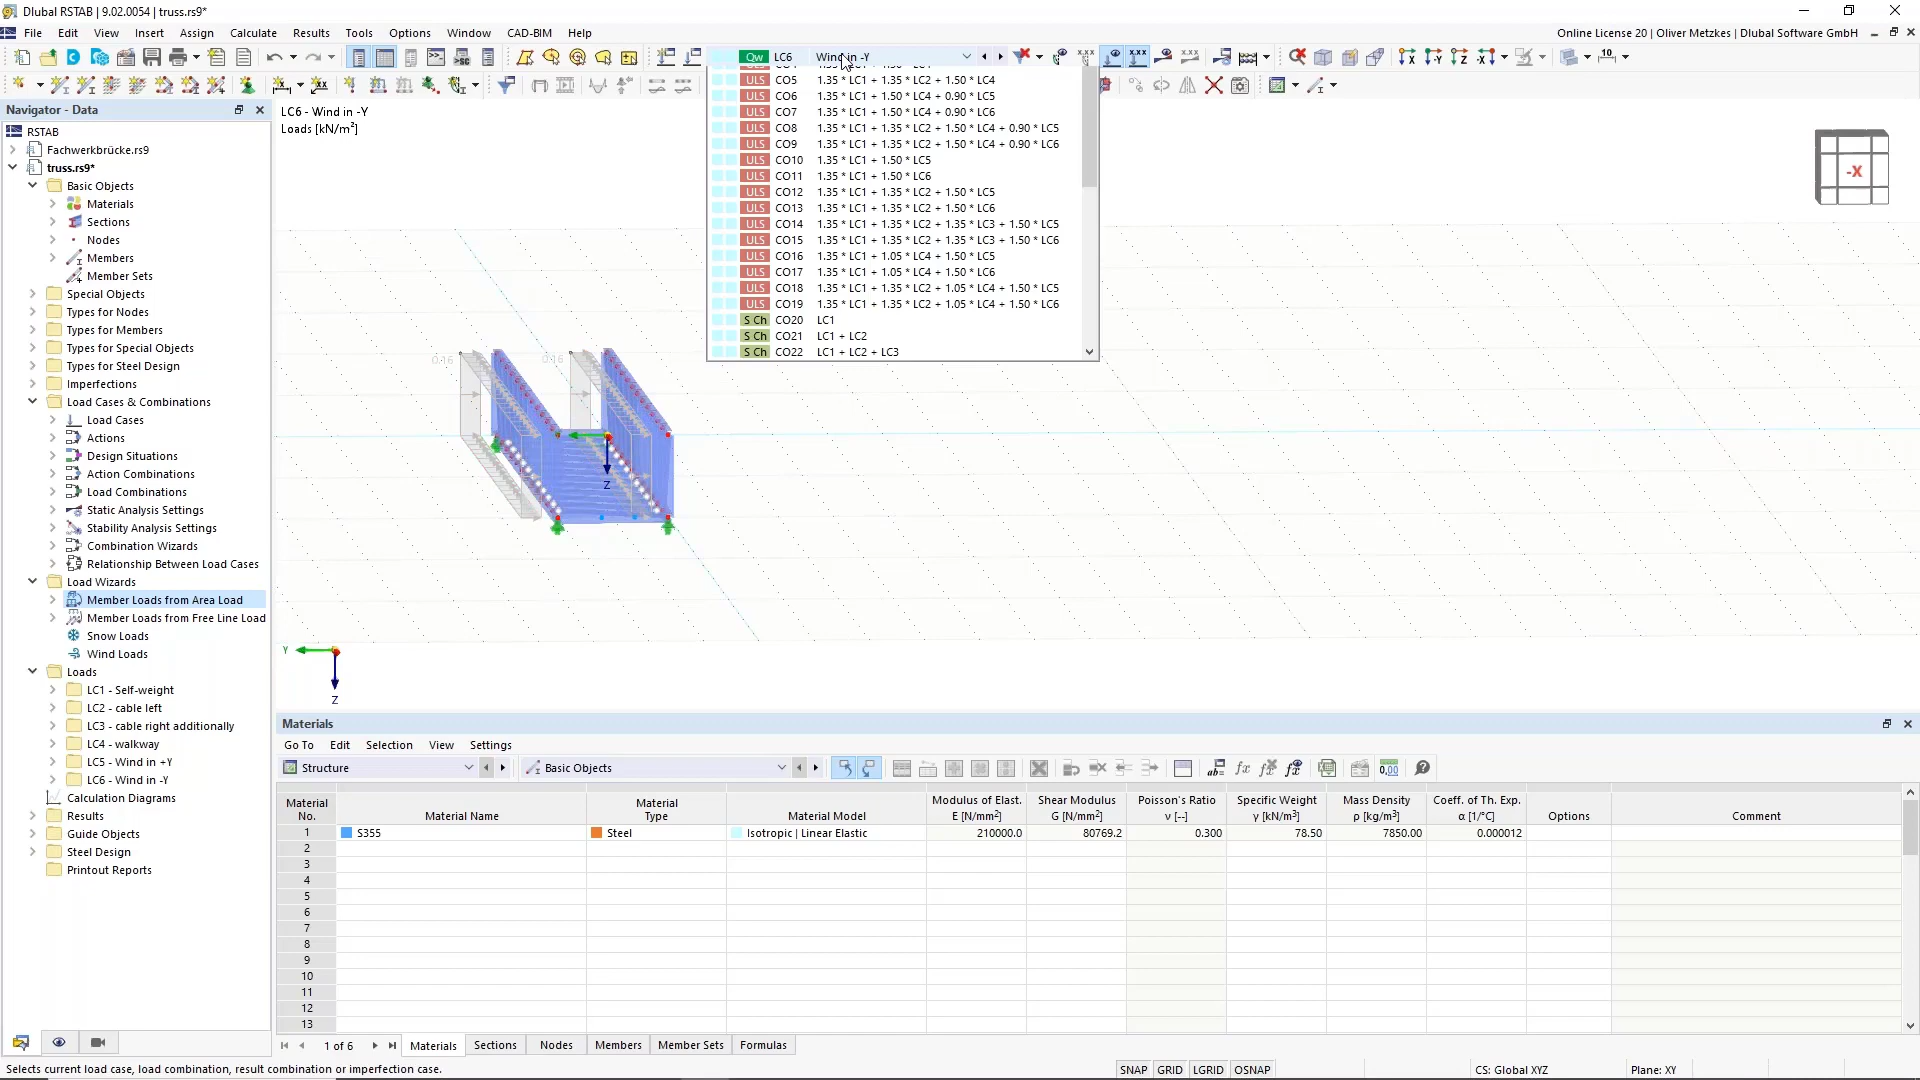 Dlubal RSTAB | 9.02.0054 | truss.rs9*
File Edit View Insert Assign Calculate Results Tools Options Window CAD-BIM Help
Online License 20 | Oliver Metzkes | Dlubal Software GmbH
Qw LC6 Wind in -Y
Navigator - Data
RSTAB
Fachwerkbrücke.rs9
truss.rs9*
Basic Objects
Materials
Sections
Nodes
Members
Member Sets
Special Objects
Types for Nodes
Types for Members
Types for Special Objects
Types for Steel Design
Imperfections
Load Cases & Combinations
Load Cases
Actions
Design Situations
Action Combinations
Load Combinations
Static Analysis Settings
Stability Analysis Settings
Combination Wizards
Relationship Between Load Cases
Load Wizards
Member Loads from Area Load
Member Loads from Free Line Load
Snow Loads
Wind Loads
Loads
LC1 - Self-weight
LC2 - cable left
LC3 - cable right additionally
LC4 - walkway
LC5 - Wind in +Y
LC6 - Wind in -Y
Calculation Diagrams
Results
Guide Objects
Steel Design
Printout Reports
LC6 - Wind in -Y
Loads [kN/m²]
ULS CO5 1.35 * LC1 + 1.35 * LC2 + 1.50 * LC4
ULS CO6 1.35 * LC1 + 1.50 * LC4 + 0.90 * LC5
ULS CO7 1.35 * LC1 + 1.50 * LC4 + 0.90 * LC6
ULS CO8 1.35 * LC1 + 1.35 * LC2 + 1.50 * LC4 + 0.90 * LC5
ULS CO9 1.35 * LC1 + 1.35 * LC2 + 1.50 * LC4 + 0.90 * LC6
ULS CO10 1.35 * LC1 + 1.50 * LC5
ULS CO11 1.35 * LC1 + 1.50 * LC6
ULS CO12 1.35 * LC1 + 1.35 * LC2 + 1.50 * LC5
ULS CO13 1.35 * LC1 + 1.35 * LC2 + 1.50 * LC6
ULS CO14 1.35 * LC1 + 1.35 * LC2 + 1.35 * LC3 + 1.50 * LC5
ULS CO15 1.35 * LC1 + 1.35 * LC2 + 1.35 * LC3 + 1.50 * LC6
ULS CO16 1.35 * LC1 + 1.05 * LC4 + 1.50 * LC5
ULS CO17 1.35 * LC1 + 1.05 * LC4 + 1.50 * LC6
ULS CO18 1.35 * LC1 + 1.35 * LC2 + 1.05 * LC4 + 1.50 * LC5
ULS CO19 1.35 * LC1 + 1.35 * LC2 + 1.05 * LC4 + 1.50 * LC6
S Ch CO20 LC1
S Ch CO21 LC1 + LC2
S Ch CO22 LC1 + LC2 + LC3
-X
0.16 0.16
Z
Y
Z
Materials
Go To Edit Selection View Settings
Structure Basic Objects
Material No. Material Name Material Type Material Model Modulus of Elast. E [N/mm²] Shear Modulus G [N/mm²] Poisson's Ratio ν [--] Specific Weight γ [kN/m³] Mass Density ρ [kg/m³] Coeff. of Th. Exp. α [1/°C] Options Comment
1 S355 Steel Isotropic | Linear Elastic 210000.0 80769.2 0.300 78.50 7850.00 0.000012
2
3
4
5
6
7
8
9
10
11
12
13
1 of 6 Materials Sections Nodes Members Member Sets Formulas
Selects current load case, load combination, result combination or imperfection case.
SNAP GRID LGRID OSNAP CS: Global XYZ Plane: XY